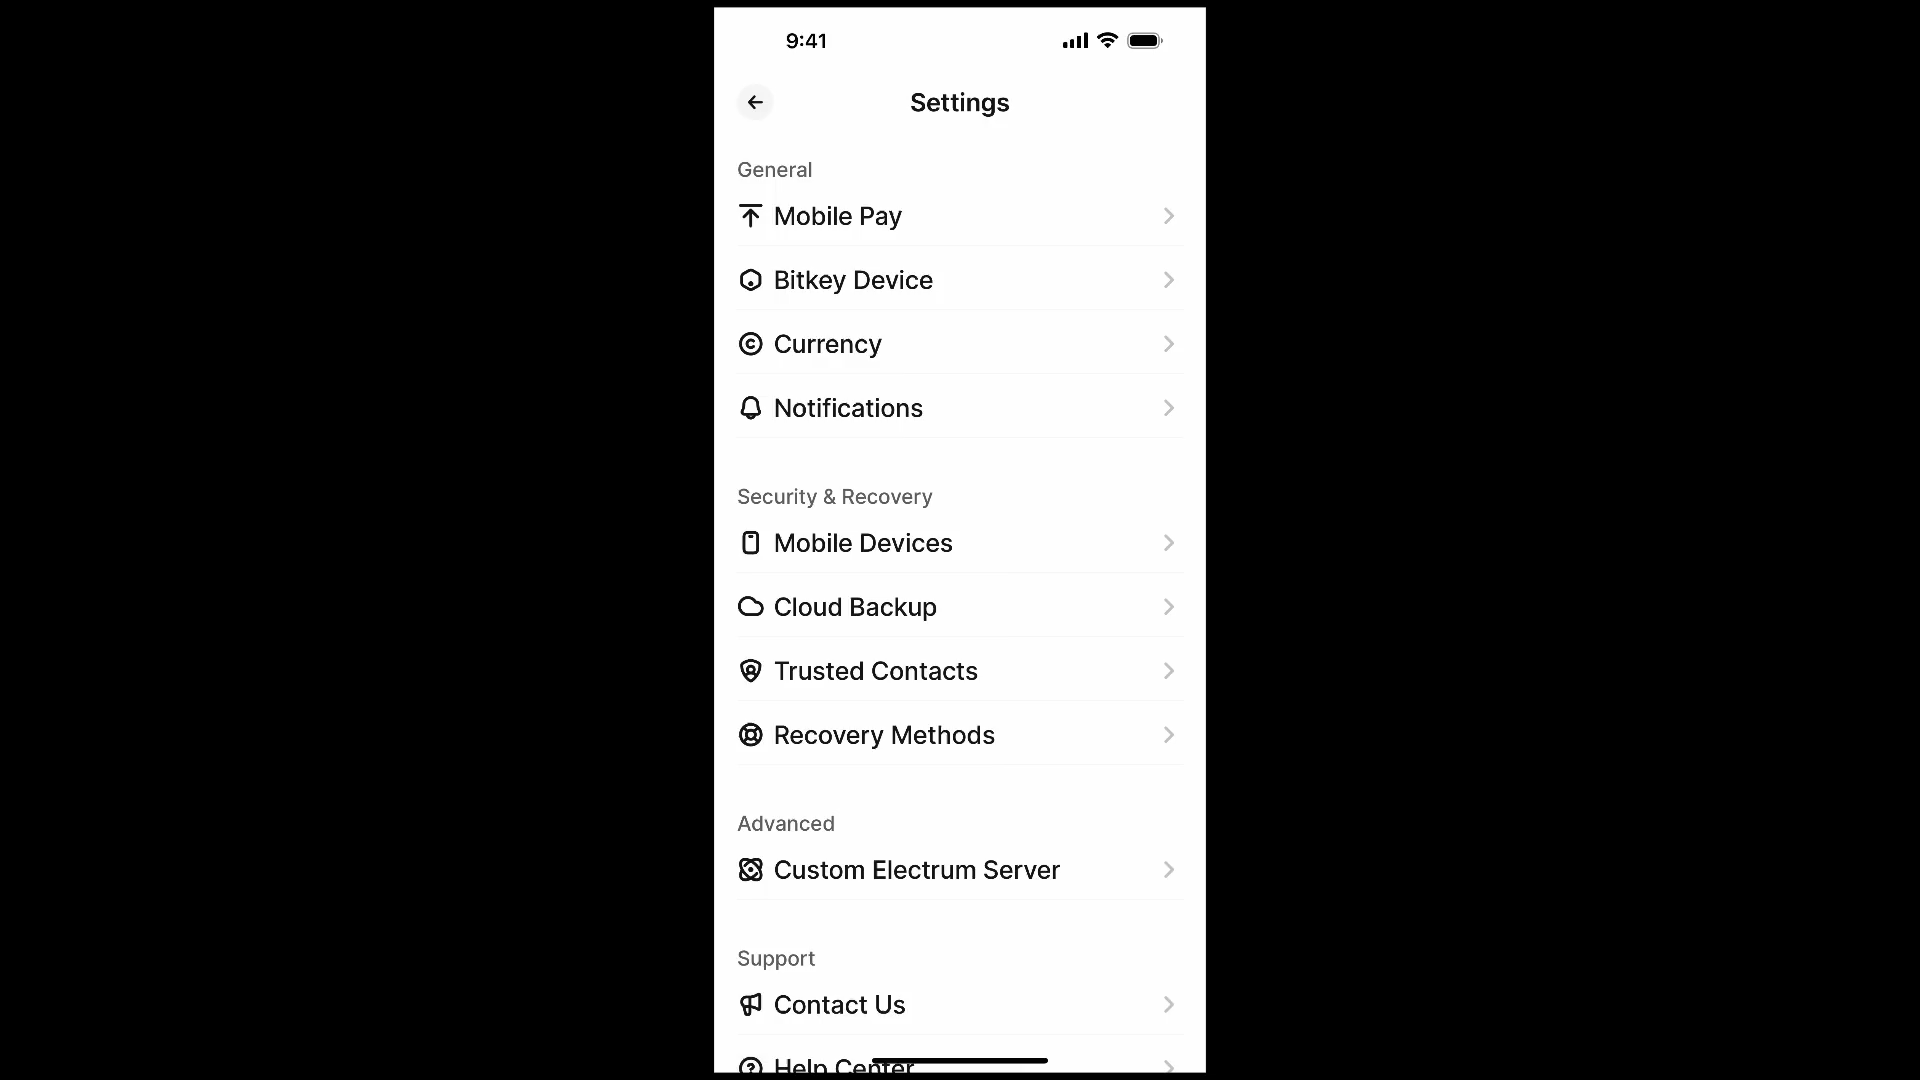 9:41
Settings
General
Mobile Pay
Bitkey Device
Currency
Notifications
Security & Recovery
Mobile Devices
Cloud Backup
Trusted Contacts
Recovery Methods
Advanced
Custom Electrum Server
Support
Contact Us
Help Center